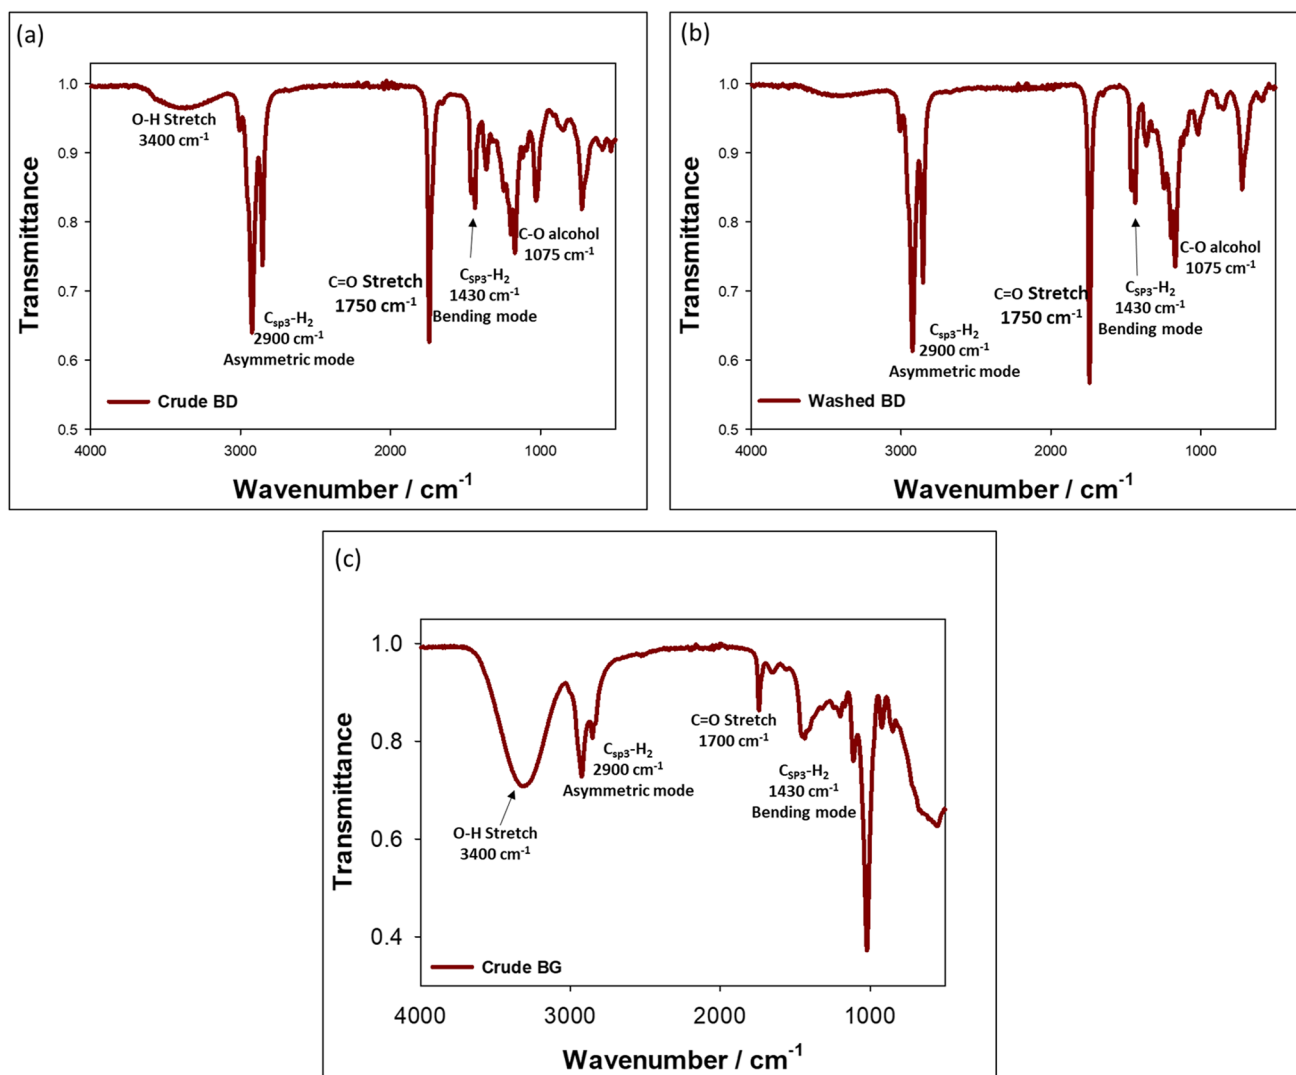 (a)
1.0
0.9
0.8
0.7
0.6
0.5
Transmittance
O-H Stretch
3400 cm⁻¹
C=O Stretch
1750 cm⁻¹
Csp3-H₂
2900 cm⁻¹
Asymmetric mode
CSP3-H₂
1430 cm⁻¹
Bending mode
C-O alcohol
1075 cm⁻¹
Crude BD
4000 3000 2000 1000
Wavenumber / cm⁻¹
(b)
1.0
0.9
0.8
0.7
0.6
0.5
Transmittance
C=O Stretch
1750 cm⁻¹
Csp3-H₂
2900 cm⁻¹
Asymmetric mode
CSP3-H₂
1430 cm⁻¹
Bending mode
C-O alcohol
1075 cm⁻¹
Washed BD
4000 3000 2000 1000
Wavenumber / cm⁻¹
(c)
1.0
0.8
0.6
0.4
Transmittance
O-H Stretch
3400 cm⁻¹
Csp3-H₂
2900 cm⁻¹
Asymmetric mode
C=O Stretch
1700 cm⁻¹
CSP3-H₂
1430 cm⁻¹
Bending mode
Crude BG
4000 3000 2000 1000
Wavenumber / cm⁻¹